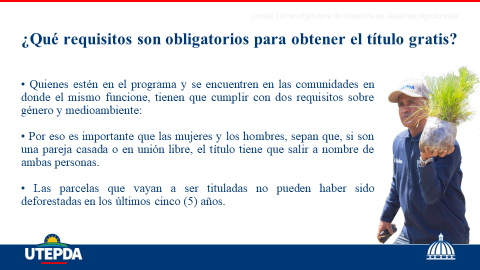 Unidad Técnica Ejecutora de Proyectos de Desarrollo Agroforestal
¿Qué requisitos son obligatorios para obtener el título gratis?
• Quienes estén en el programa y se encuentren en las comunidades en
donde el mismo funcione, tienen que cumplir con dos requisitos sobre
género y medioambiente:
• Por eso es importante que las mujeres y los hombres, sepan que, si son
una pareja casada o en unión libre, el título tiene que salir a nombre de
ambas personas.
• Las parcelas que vayan a ser tituladas no pueden haber sido
deforestadas en los últimos cinco (5) años.
UTEPDA